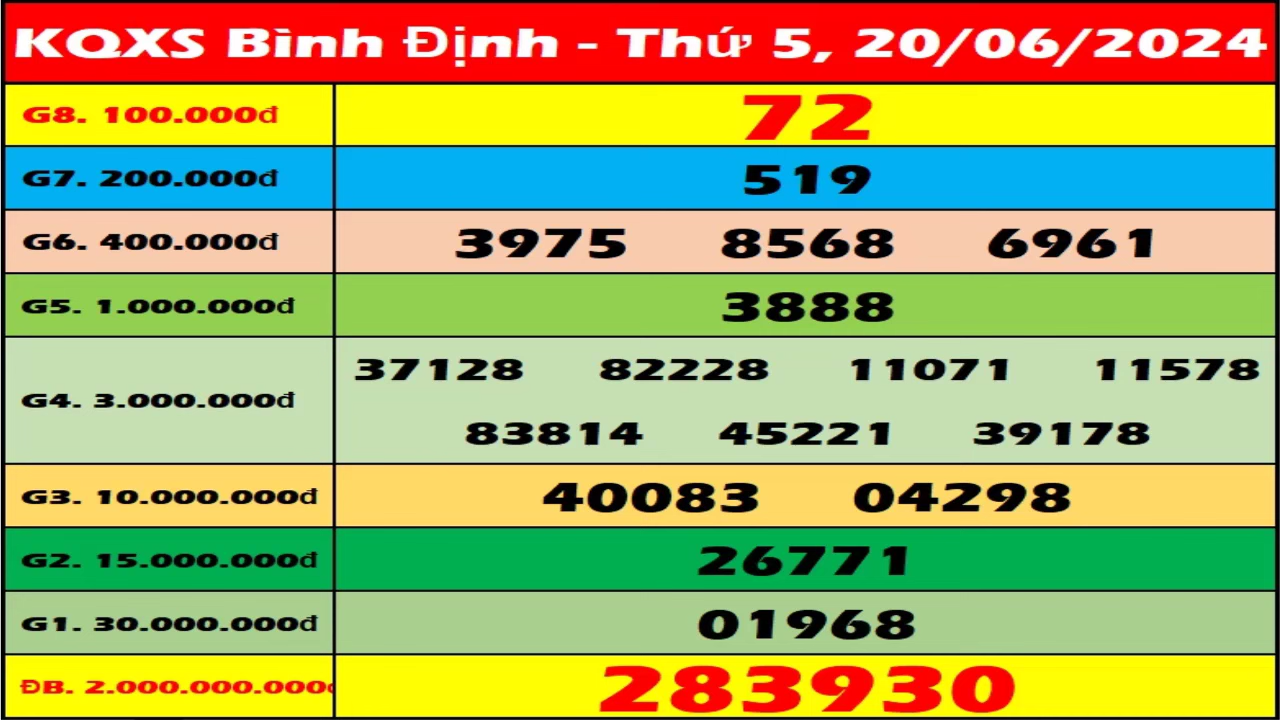 KQXS Bình Định - Thứ 5, 20/06/2024
G8. 100.000đ 72
G7. 200.000đ 519
G6. 400.000đ 3975 8568 6961
G5. 1.000.000đ 3888
G4. 3.000.000đ 37128 82228 11071 11578
83814 45221 39178
G3. 10.000.000đ 40083 04298
G2. 15.000.000đ 26771
G1. 30.000.000đ 01968
ĐB. 2.000.000.000đ 283930